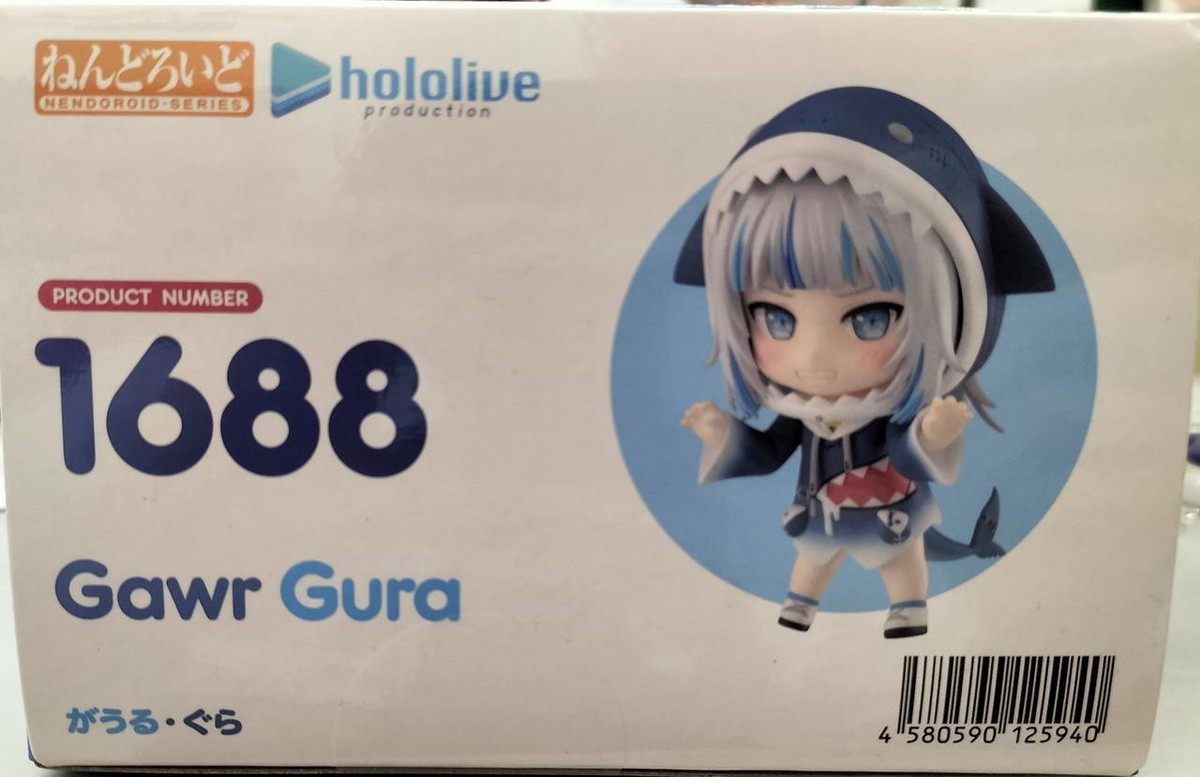 ねんどろいど
NENDOROID・SERIES
hololive
production
PRODUCT NUMBER
1688
Gawr Gura
がうる・ぐら
4 580590 125940